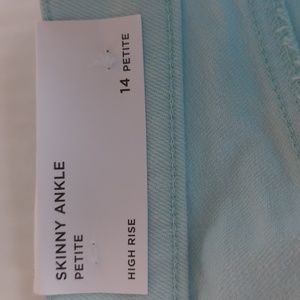 SKINNY ANKLE
PETITE
HIGH RISE
14 PETITE